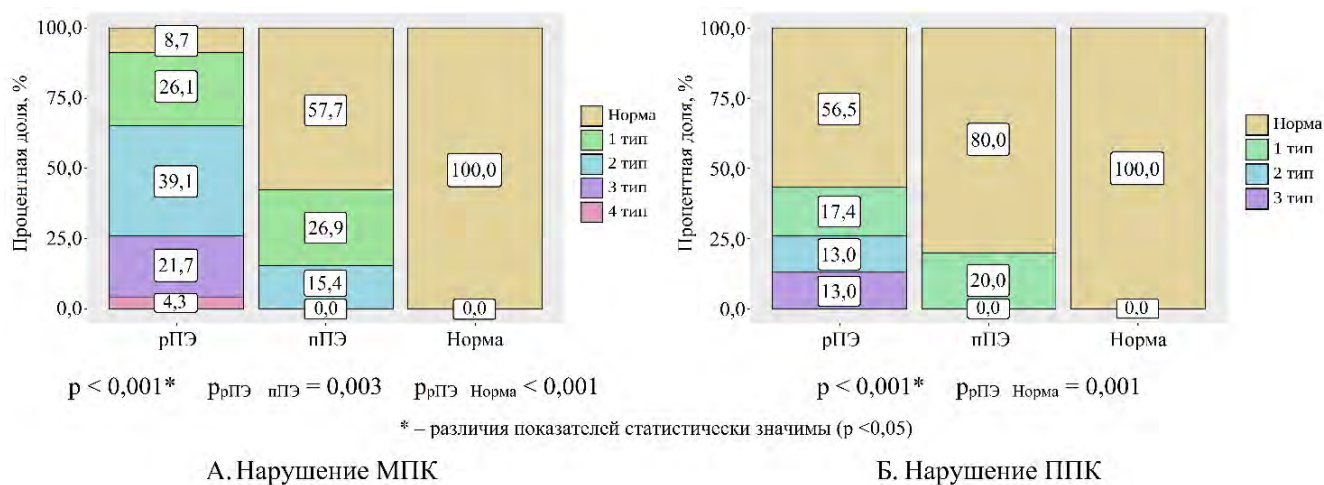 Процентная доля, %
100,0
75,0
50,0
25,0
0,0
8,7
26,1
39,1
21,7
4,3
57,7
26,9
15,4
0,0
100,0
0,0
рПЭ
пПЭ
Норма
Норма
1 тип
2 тип
3 тип
4 тип
p < 0,001* pрПЭ пПЭ = 0,003 pрПЭ Норма < 0,001
Процентная доля, %
100,0
75,0
50,0
25,0
0,0
56,5
17,4
13,0
13,0
80,0
20,0
0,0
100,0
0,0
рПЭ
пПЭ
Норма
Норма
1 тип
2 тип
3 тип
p < 0,001* pрПЭ Норма = 0,001
* – различия показателей статистически значимы (p <0,05)
А. Нарушение МПК
Б. Нарушение ППК